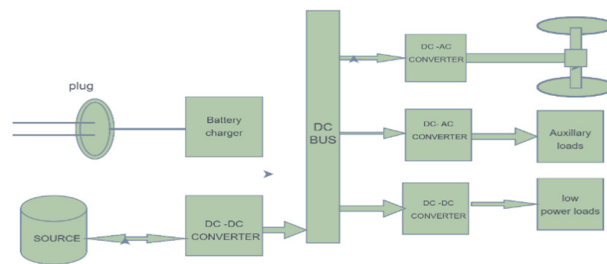 plug
Battery
charger
SOURCE
DC -DC
CONVERTER
DC
BUS
DC -AC
CONVERTER
DC- AC
CONVERTER
Auxillary
loads
DC -DC
CONVERTER
low
power loads